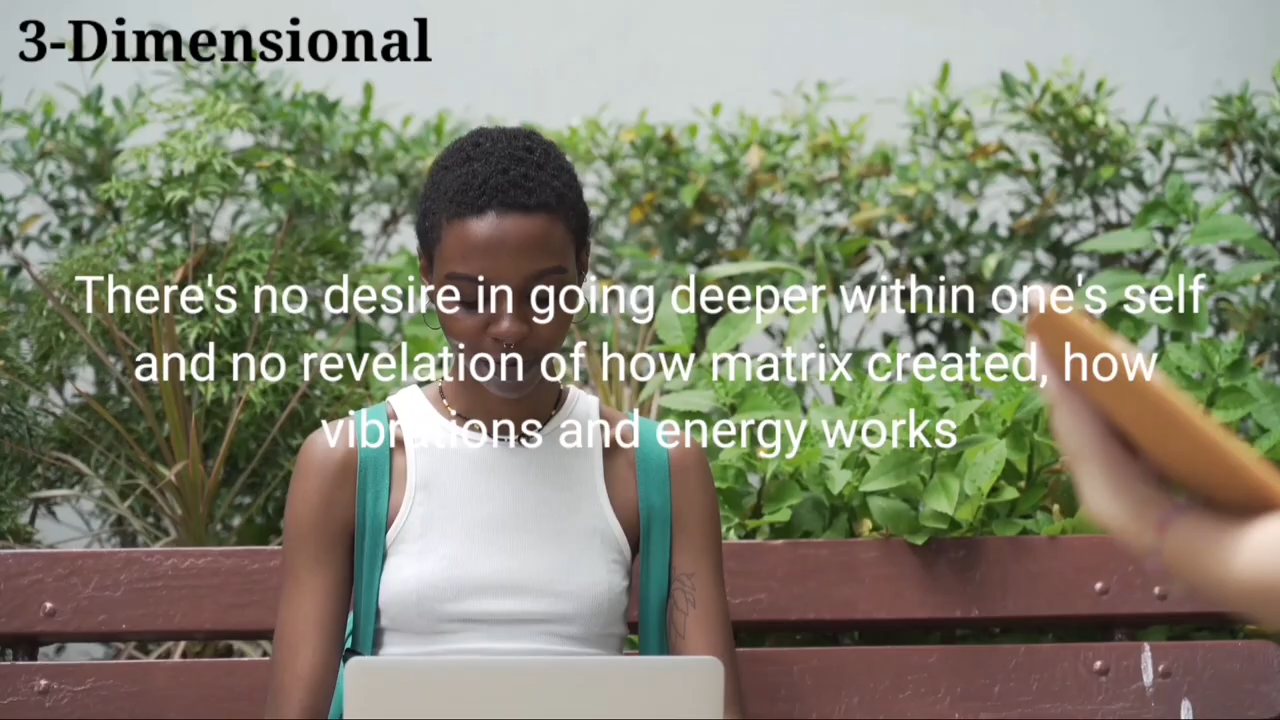 3-Dimensional
There's no desire in going deeper within one's self
and no revelation of how matrix created, how
vibrations and energy works